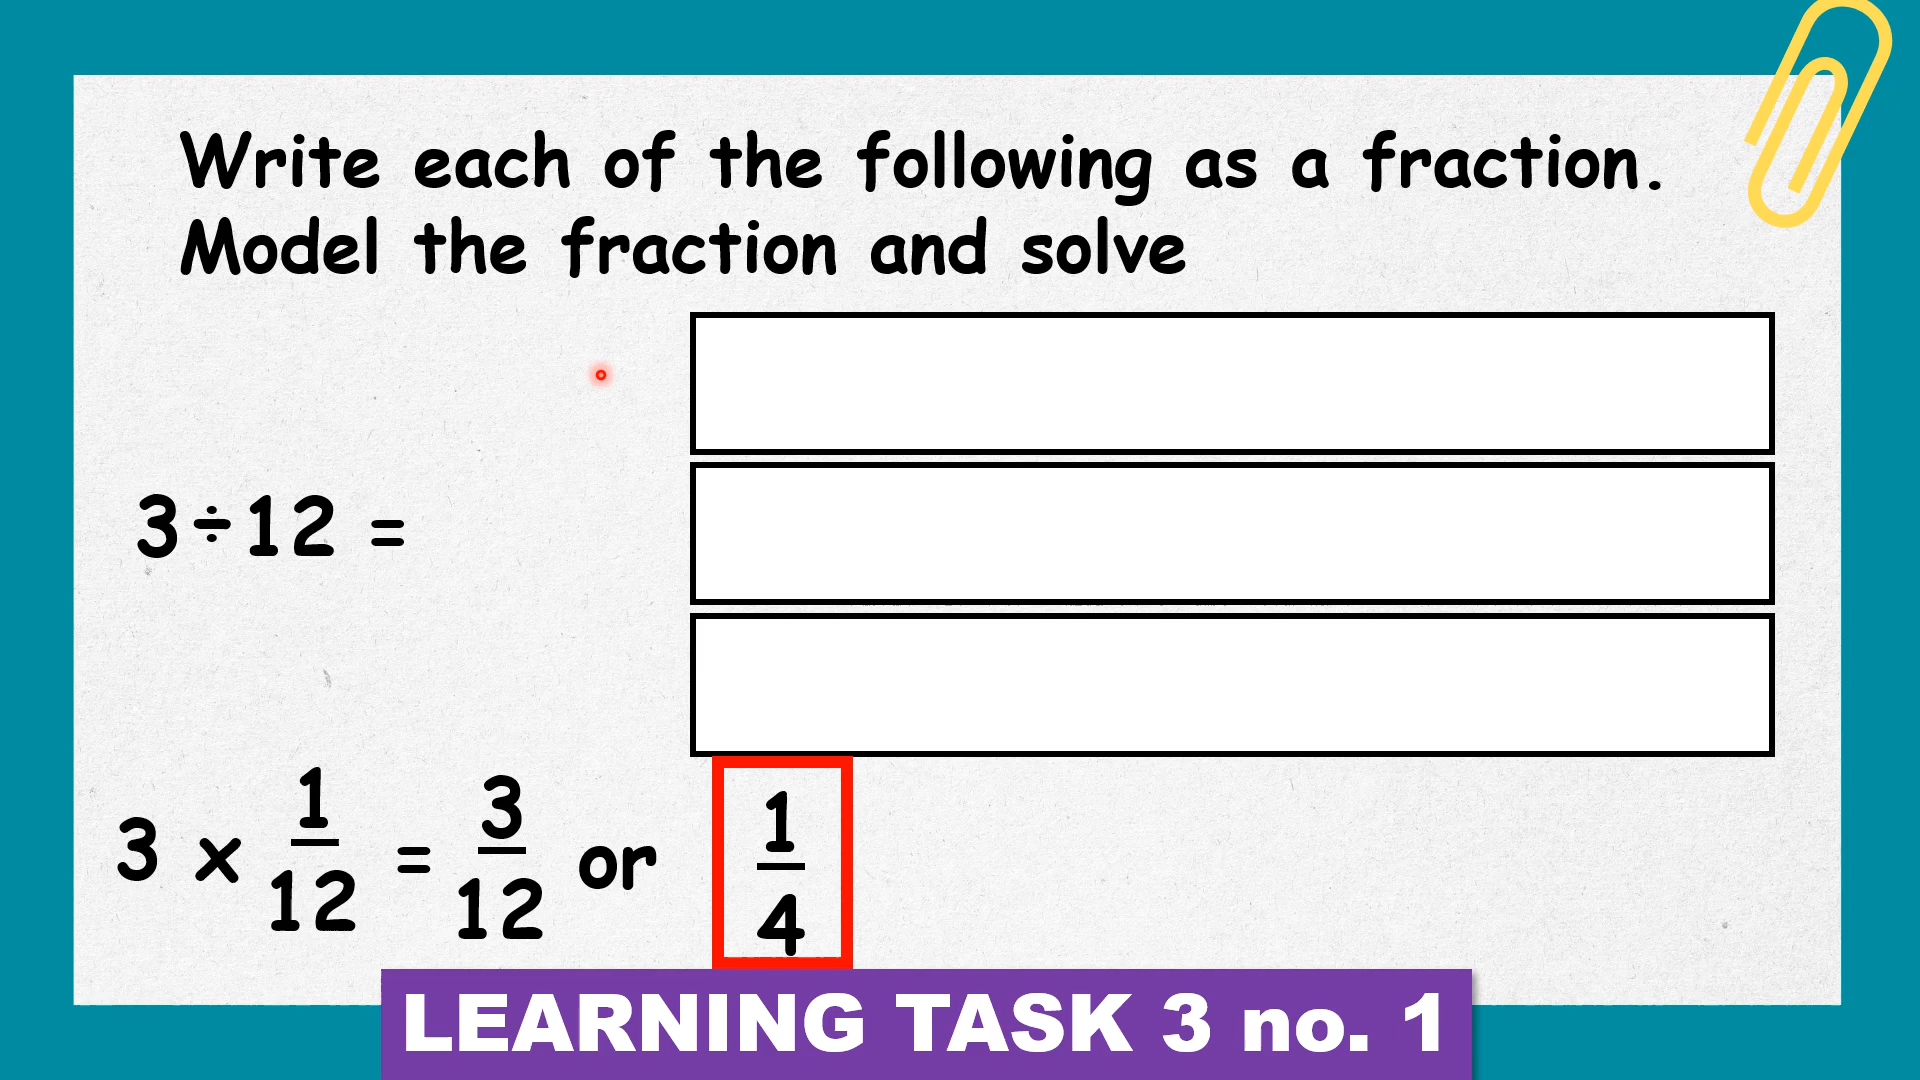 Write each of the following as a fraction.
Model the fraction and solve
3÷12 =
3 x 1/12 = 3/12 or 1/4
LEARNING TASK 3 no. 1